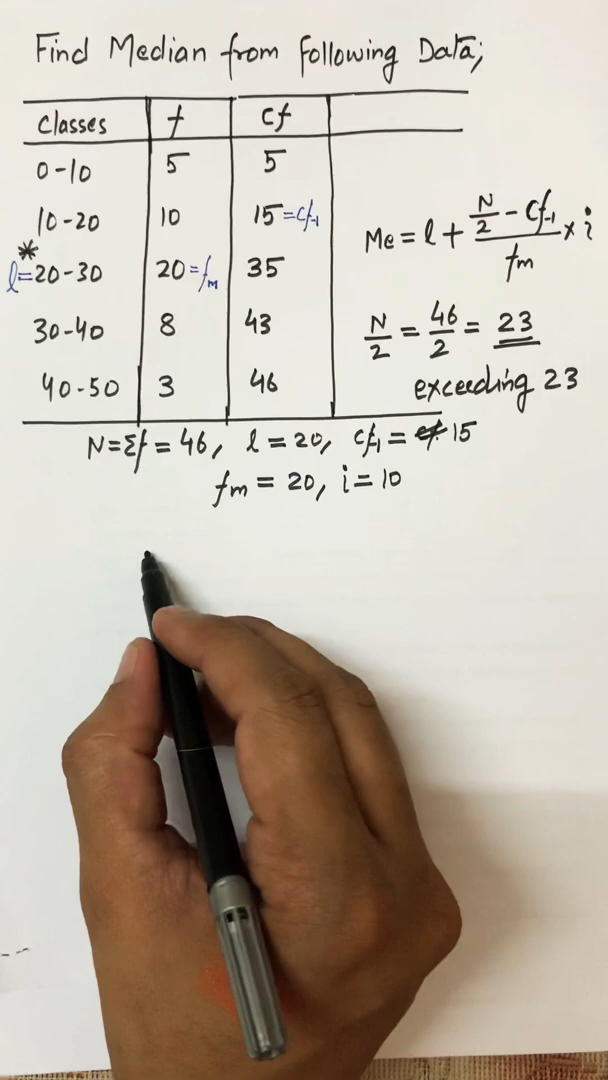 Find Median from following Data;
Classes f Cf
0-10 5 5
10-20 10 15 =cf-1
*
l=20-30 20 =fm 35
30-40 8 43
40-50 3 46
Me = l + (N/2 - Cf-1)/fm × i
N/2 = 46/2 = 23
exceeding 23
N=Σf = 46, l = 20, cf-1 = 15
fm = 20, i = 10